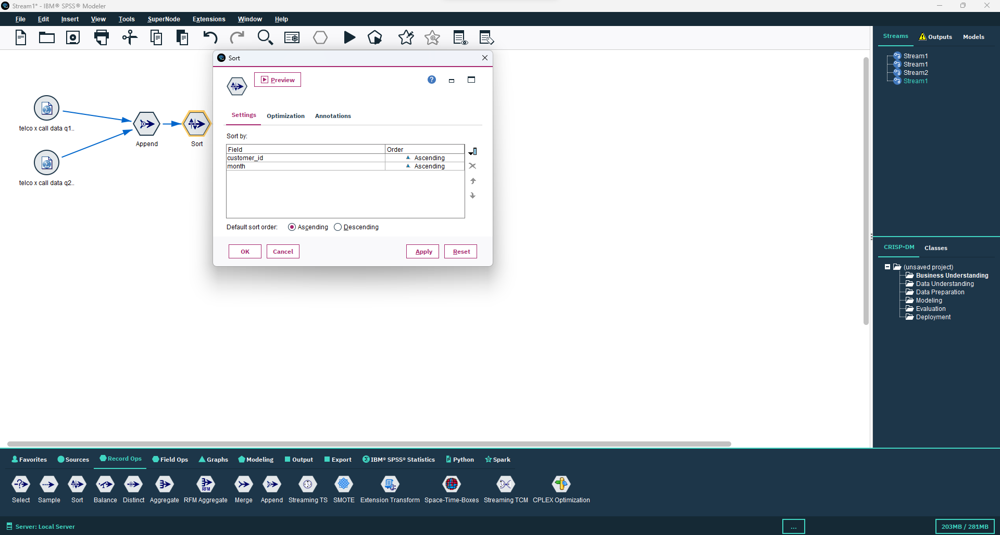 Stream1* - IBM® SPSS® Modeler
File Edit Insert View Tools SuperNode Extensions Window Help
Sort
Preview
?
Settings Optimization Annotations
Sort by:
Field Order
customer_id Ascending
month Ascending
Default sort order: Ascending Descending
OK Cancel Apply Reset
telco x call data q1..
Append
Sort
telco x call data q2..
Streams Outputs Models
Stream1
Stream1
Stream2
Stream1
CRISP-DM Classes
(unsaved project)
Business Understanding
Data Understanding
Data Preparation
Modeling
Evaluation
Deployment
Favorites Sources Record Ops Field Ops Graphs Modeling Output Export IBM® SPSS® Statistics Python Spark
RFM
Select Sample Sort Balance Distinct Aggregate RFM Aggregate Merge Append Streaming TS SMOTE Extension Transform Space-Time-Boxes Streaming TCM CPLEX Optimization
Server: Local Server ... 203MB / 281MB